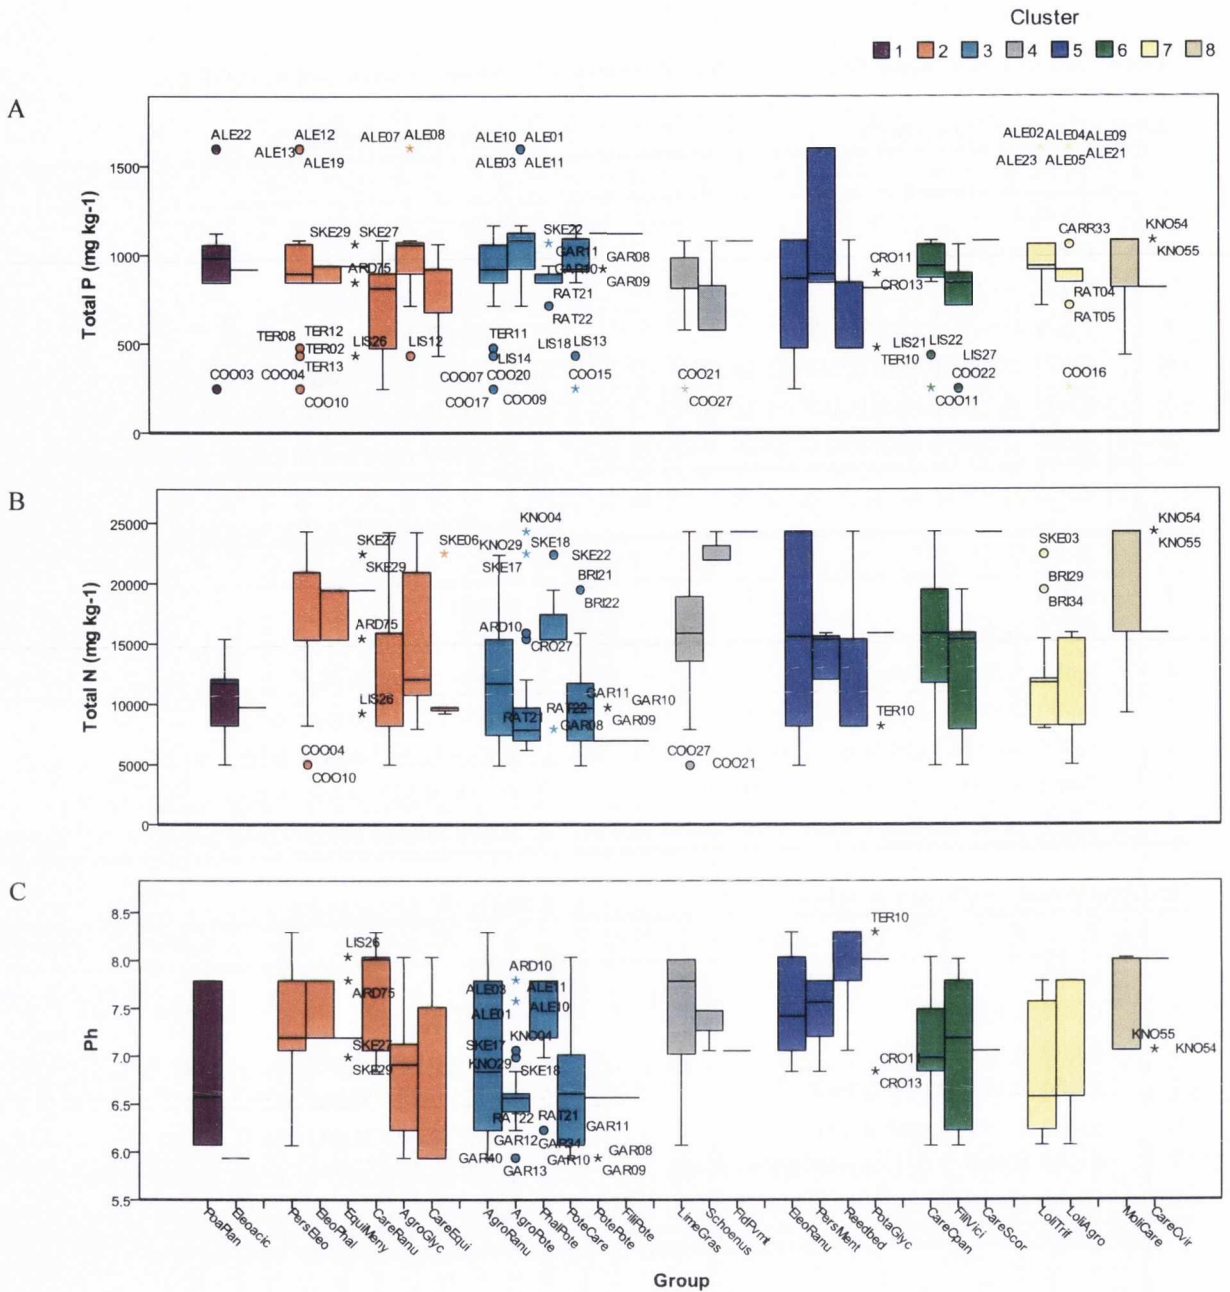 Cluster
1 2 3 4 5 6 7 8
A
Total P (mg kg-1)
1500
1000
500
0
ALE22
ALE12
ALE13
ALE19
ALE07
ALE08
ALE10
ALE01
ALE03
ALE11
ALE02
ALE04
ALE09
ALE23
ALE05
ALE21
SKE29
SKE27
ARD75
SKE22
GAR11
GAR10
GAR08
GAR09
RAT21
RAT22
CRO11
CRO13
CARR33
RAT04
RAT05
KNO54
KNO55
TER08
TER12
TER02
TER13
LIS26
LIS12
TER11
LIS14
LIS18
LIS13
LIS21
TER10
LIS22
LIS27
COO03
COO04
COO10
COO07
COO20
COO17
COO09
COO15
COO21
COO27
COO22
COO11
COO16
B
Total N (mg kg-1)
25000
20000
15000
10000
5000
0
SKE27
SKE29
ARD75
LIS26
COO04
COO10
SKE06
KNO04
KNO29
SKE18
SKE17
SKE22
BRI21
BRI22
ARD10
CRO27
RAT21
RAT22
GAR08
GAR11
GAR10
GAR09
COO27
COO21
TER10
SKE03
BRI29
BRI34
KNO54
KNO55
C
Ph
8.5
8.0
7.5
7.0
6.5
6.0
5.5
LIS26
ARD75
SKE27
SKE29
ARD10
ALE03
ALE11
ALE01
ALE10
SKE17
KNO04
KNO29
SKE18
RAT22
RAT21
GAR12
GAR31
GAR11
GAR40
GAR13
GAR10
GAR08
GAR09
TER10
CRO11
CRO13
KNO55
KNO54
PoaPlan
Eleoacic
PersEleo
EleoPhal
EquiMeny
CareRanu
AgroGlyc
CareEqui
AgroRanu
AgroPote
PhalPote
PoteCare
PotePote
FiliPote
LimeGras
Schoenus
FldPvmt
EleoRanu
PersMent
Reedbed
PotaGlyc
CareCpan
FiliVici
CareScor
LoliTrif
LoliAgro
MoliCare
CareOvir
Group